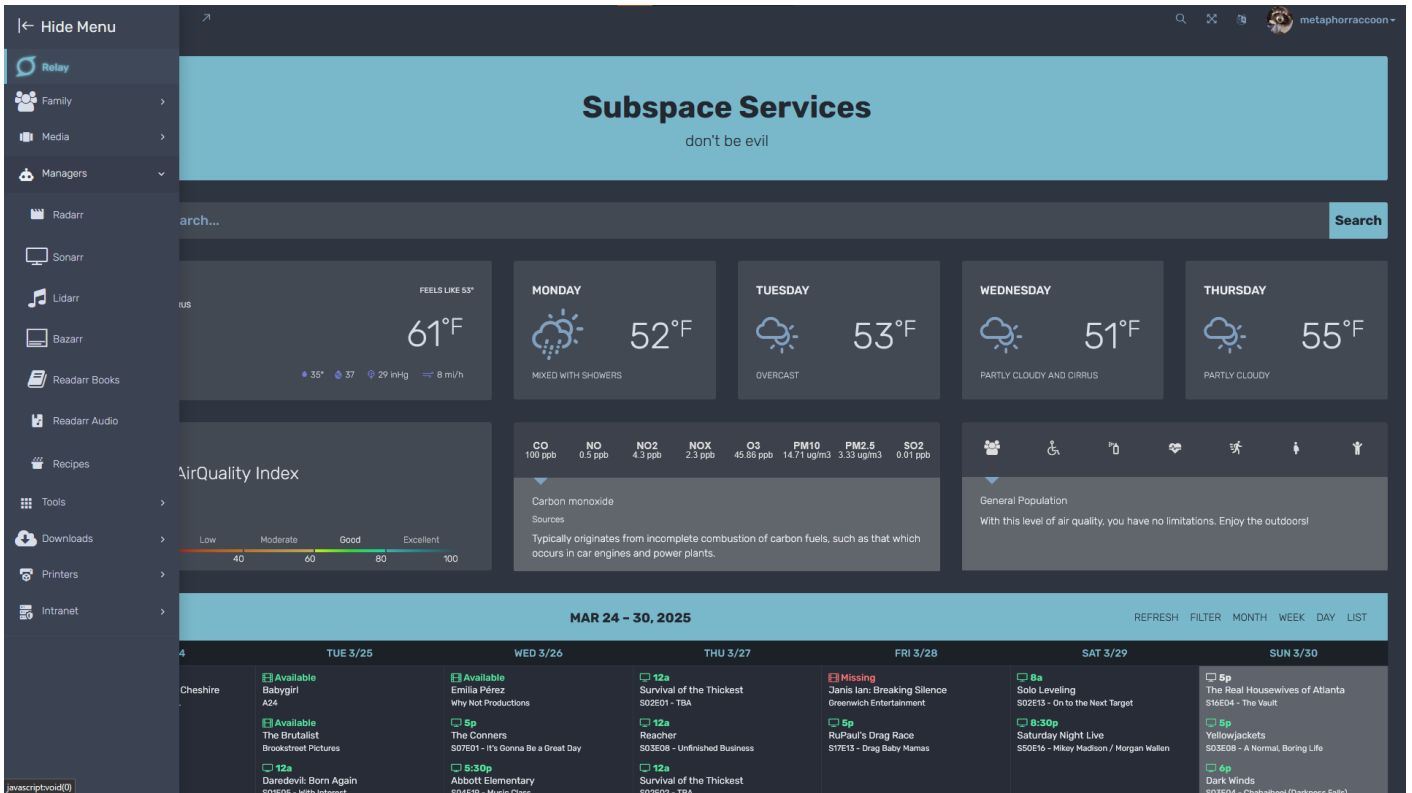 Hide Menu
metaphorraccoon
Relay
Family
Media
Managers
Radarr
Sonarr
Lidarr
Bazarr
Readarr Books
Readarr Audio
Recipes
Tools
Downloads
Printers
Intranet
javascript:void(0)
Subspace Services
don't be evil
arch...
Search
RUS
FEELS LIKE 53°
61°F
35° 37 29 inHg 8 mi/h
MONDAY
52°F
MIXED WITH SHOWERS
TUESDAY
53°F
OVERCAST
WEDNESDAY
51°F
PARTLY CLOUDY AND CIRRUS
THURSDAY
55°F
PARTLY CLOUDY
AirQuality Index
Low Moderate Good Excellent
40 60 80 100
CO NO NO2 NOX O3 PM10 PM2.5 SO2
100 ppb 0.5 ppb 4.3 ppb 2.3 ppb 45.86 ppb 14.71 ug/m3 3.33 ug/m3 0.01 ppb
Carbon monoxide
Sources
Typically originates from incomplete combustion of carbon fuels, such as that which
occurs in car engines and power plants.
General Population
With this level of air quality, you have no limitations. Enjoy the outdoors!
MAR 24 – 30, 2025
REFRESH FILTER MONTH WEEK DAY LIST
4 TUE 3/25 WED 3/26 THU 3/27 FRI 3/28 SAT 3/29 SUN 3/30
Cheshire
Available
Babygirl
A24
Available
The Brutalist
Brookstreet Pictures
12a
Daredevil: Born Again
S01E05 - With Interest
Available
Emilia Pérez
Why Not Productions
5p
The Conners
S07E01 - It's Gonna Be a Great Day
5:30p
Abbott Elementary
S04E19 - Music Class
12a
Survival of the Thickest
S02E01 - TBA
12a
Reacher
S03E08 - Unfinished Business
12a
Survival of the Thickest
S02E02 - TBA
Missing
Janis Ian: Breaking Silence
Greenwich Entertainment
5p
RuPaul's Drag Race
S17E13 - Drag Baby Mamas
8a
Solo Leveling
S02E13 - On to the Next Target
8:30p
Saturday Night Live
S50E16 - Mikey Madison / Morgan Wallen
5p
The Real Housewives of Atlanta
S16E04 - The Vault
5p
Yellowjackets
S03E08 - A Normal, Boring Life
6p
Dark Winds
S03E04 - Chahałheeł (Darkness Falls)